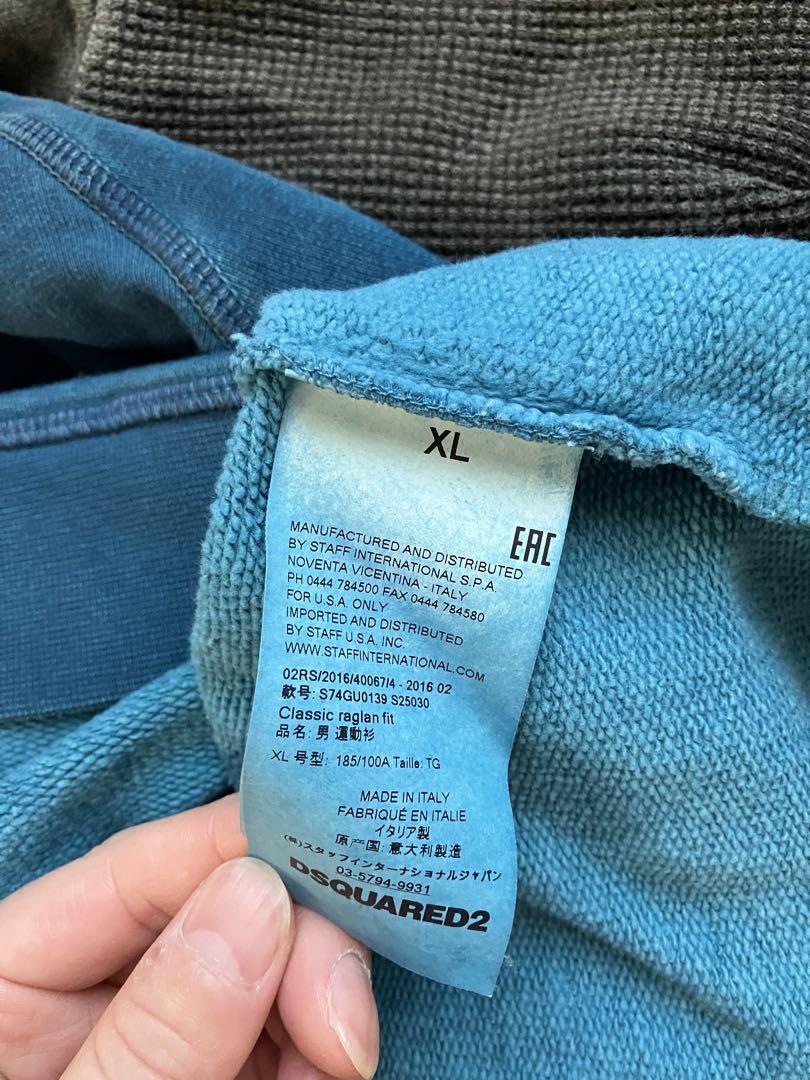 XL
EAC
MANUFACTURED AND DISTRIBUTED
BY STAFF INTERNATIONAL S.P.A.
NOVENTA VICENTINA - ITALY
PH 0444 784500 FAX 0444 784580
FOR U.S.A. ONLY
IMPORTED AND DISTRIBUTED
BY STAFF U.S.A. INC.
WWW.STAFFINTERNATIONAL.COM
02RS/2016/40067/4 - 2016 02
款号: S74GU0139 S25030
Classic raglan fit
品名: 男 運動衫
XL 号型: 185/100A Taille: TG
MADE IN ITALY
FABRIQUÉ EN ITALIE
イタリア製
原产国: 意大利製造
(株)スタッフインターナショナルジャパン
03-5794-9931
DSQUARED2